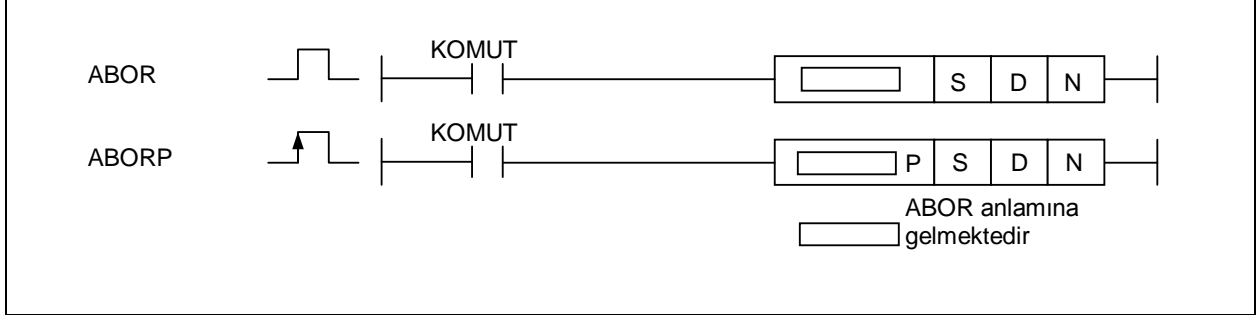 KOMUT
ABOR S D N
KOMUT
ABORP P S D N
ABOR anlamına
gelmektedir